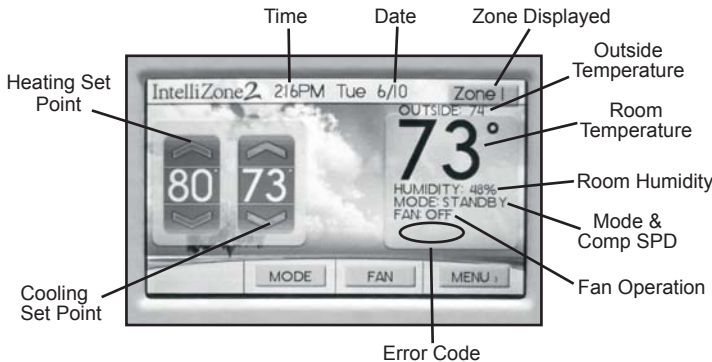 Time
Date
Zone Displayed
Outside
Temperature
Heating Set
Point
IntelliZone2 2:16PM Tue 6/10 Zone 1
OUTSIDE: 74°
73°
Room
Temperature
80° 73°
HUMIDITY: 48%
Room Humidity
MODE: STANDBY
FAN: OFF
Mode &
Comp SPD
MODE FAN MENU ›
Fan Operation
Cooling
Set Point
Error Code